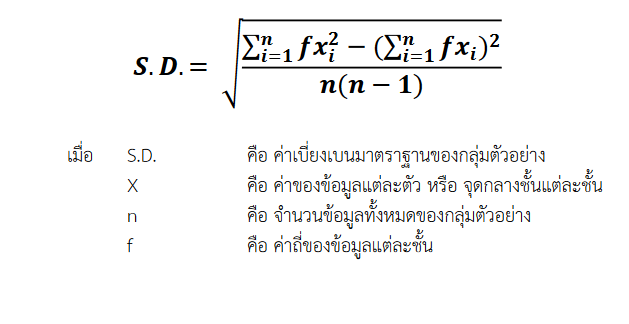 S.D. = √((∑ⁿᵢ₌₁ fxᵢ² − (∑ⁿᵢ₌₁ fxᵢ)²) / (n(n − 1)))
เมื่อ S.D. คือ ค่าเบี่ยงเบนมาตราฐานของกลุ่มตัวอย่าง
X คือ ค่าของข้อมูลแต่ละตัว หรือ จุดกลางชั้นแต่ละชั้น
n คือ จำนวนข้อมูลทั้งหมดของกลุ่มตัวอย่าง
f คือ ค่าถี่ของข้อมูลแต่ละชั้น